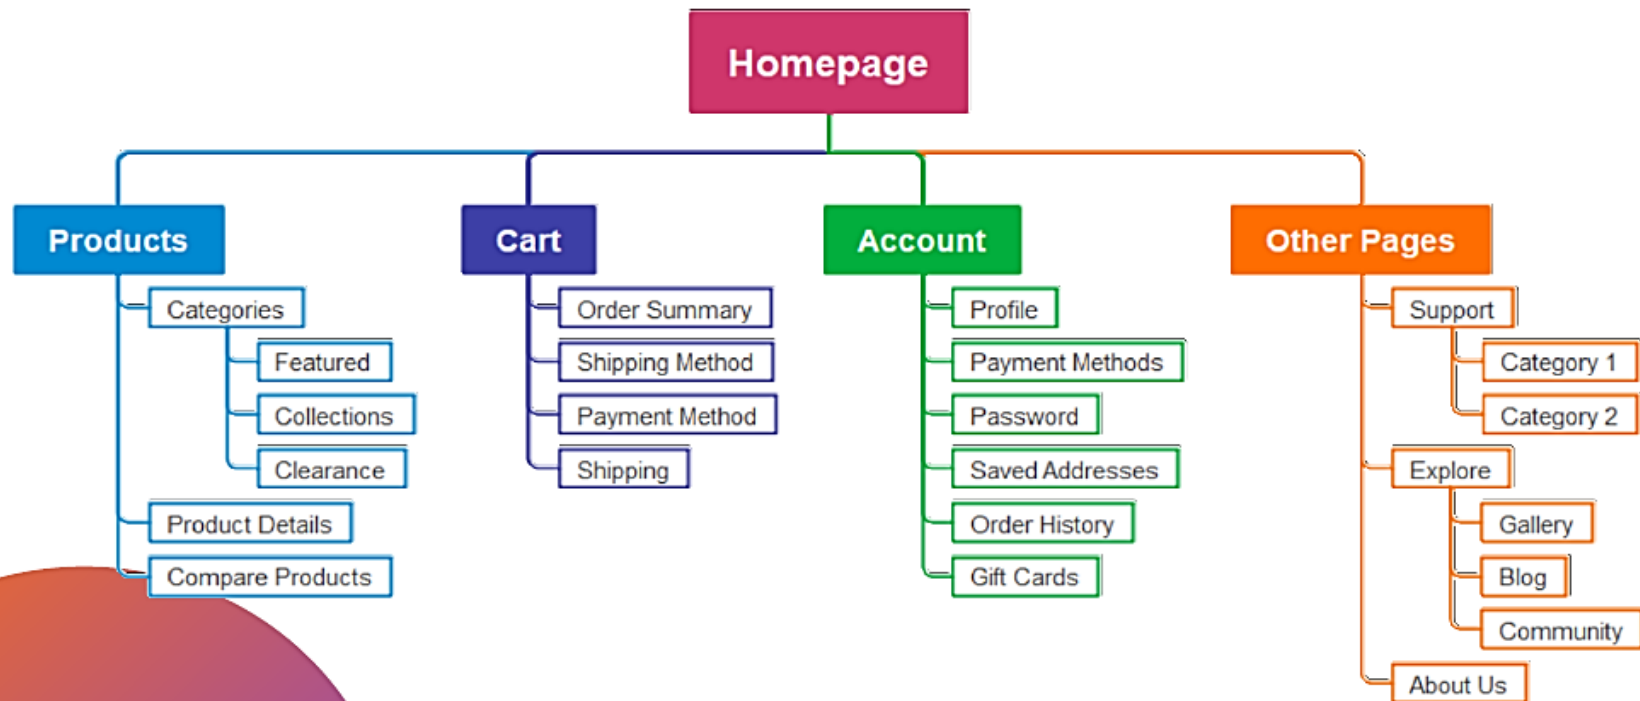 Homepage
Products
Cart
Account
Other Pages
Categories
Featured
Collections
Clearance
Product Details
Compare Products
Order Summary
Shipping Method
Payment Method
Shipping
Profile
Payment Methods
Password
Saved Addresses
Order History
Gift Cards
Support
Category 1
Category 2
Explore
Gallery
Blog
Community
About Us